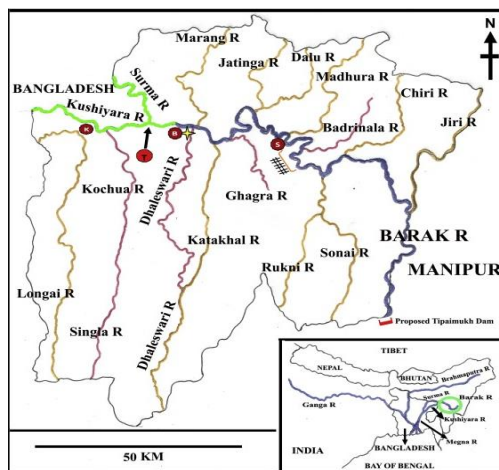 N
Marang R
Jatinga R
Dalu R
Madhura R
Surma R
BANGLADESH
Kushiyara R
Chiri R
Jiri R
Badrinala R
K
B
S
T
Kochua R
Dhaleswari R
Ghagra R
Katakhal R
BARAK R
MANIPUR
Rukni R
Sonai R
Longai R
Singla R
Dhaleswari R
Proposed Tipaimukh Dam
50 KM
TIBET
NEPAL
BHUTAN
Brahmapatra R
Surma R
Barak R
Ganga R
Kushiyara R
Megna R
BANGLADESH
INDIA
BAY OF BENGAL